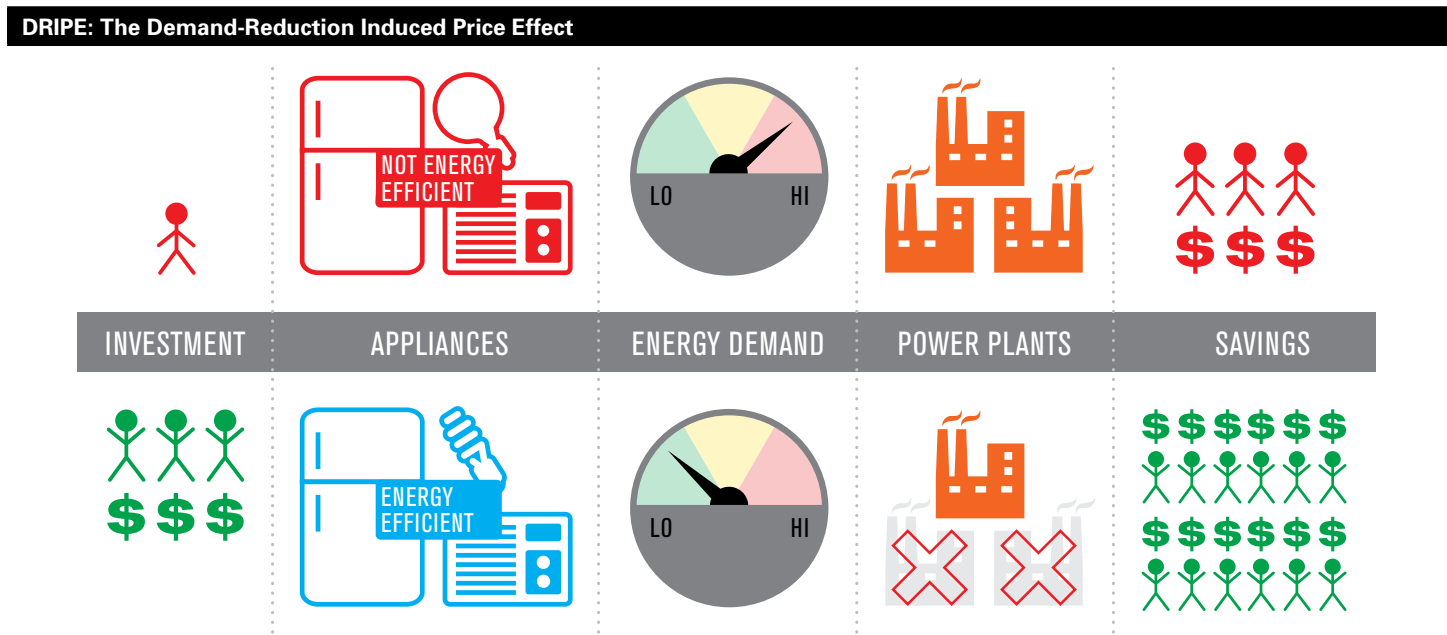 DRIPE: The Demand-Reduction Induced Price Effect
NOT ENERGY
EFFICIENT
LO HI
$ $ $
INVESTMENT APPLIANCES ENERGY DEMAND POWER PLANTS SAVINGS
$ $ $ $ $ $
ENERGY
EFFICIENT
$ $ $
LO HI
$ $ $ $ $ $